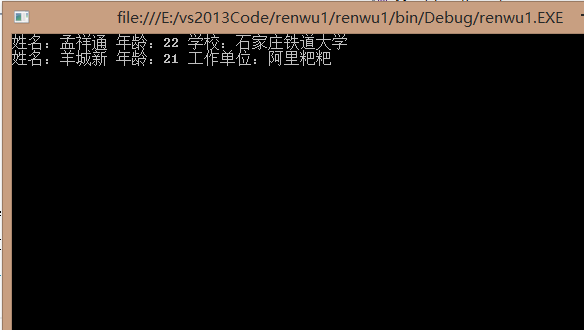 file:///E:/vs2013Code/renwu1/renwu1/bin/Debug/renwu1.EXE
姓名：孟祥通 年龄：22 学校：石家庄铁道大学
姓名：羊城新 年龄：21 工作单位：阿里粑粑